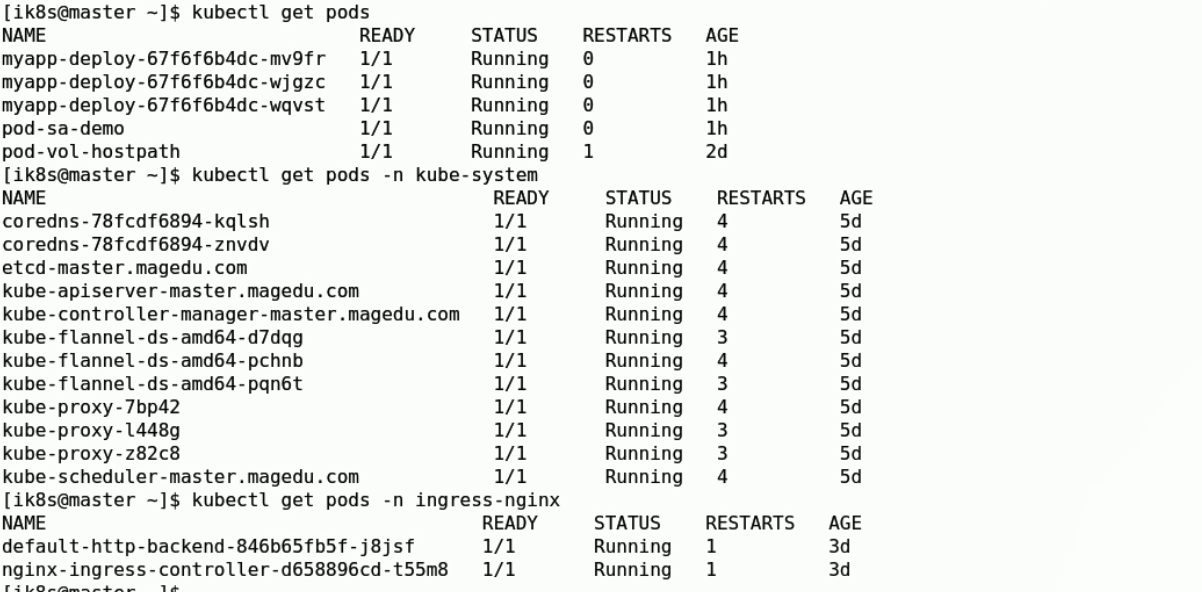 [ik8s@master ~]$ kubectl get pods
NAME READY STATUS RESTARTS AGE
myapp-deploy-67f6f6b4dc-mv9fr 1/1 Running 0 1h
myapp-deploy-67f6f6b4dc-wjgzc 1/1 Running 0 1h
myapp-deploy-67f6f6b4dc-wqvst 1/1 Running 0 1h
pod-sa-demo 1/1 Running 0 1h
pod-vol-hostpath 1/1 Running 1 2d
[ik8s@master ~]$ kubectl get pods -n kube-system
NAME READY STATUS RESTARTS AGE
coredns-78fcdf6894-kqlsh 1/1 Running 4 5d
coredns-78fcdf6894-znvdv 1/1 Running 4 5d
etcd-master.magedu.com 1/1 Running 4 5d
kube-apiserver-master.magedu.com 1/1 Running 4 5d
kube-controller-manager-master.magedu.com 1/1 Running 4 5d
kube-flannel-ds-amd64-d7dqg 1/1 Running 3 5d
kube-flannel-ds-amd64-pchnb 1/1 Running 4 5d
kube-flannel-ds-amd64-pqn6t 1/1 Running 3 5d
kube-proxy-7bp42 1/1 Running 4 5d
kube-proxy-l448g 1/1 Running 3 5d
kube-proxy-z82c8 1/1 Running 3 5d
kube-scheduler-master.magedu.com 1/1 Running 4 5d
[ik8s@master ~]$ kubectl get pods -n ingress-nginx
NAME READY STATUS RESTARTS AGE
default-http-backend-846b65fb5f-j8jsf 1/1 Running 1 3d
nginx-ingress-controller-d658896cd-t55m8 1/1 Running 1 3d
[ik8s@master ~]$